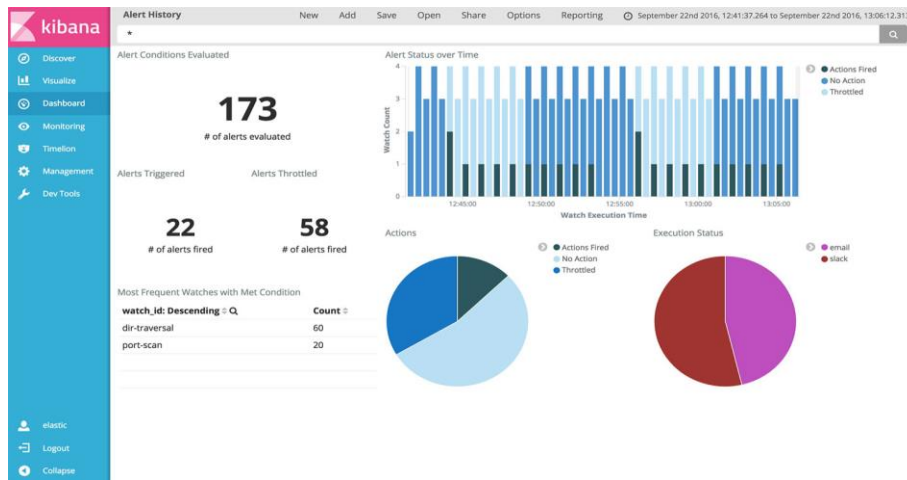 kibana
Discover
Visualize
Dashboard
Monitoring
Timelion
Management
Dev Tools
elastic
Logout
Collapse
Alert History New Add Save Open Share Options Reporting September 22nd 2016, 12:41:37.264 to September 22nd 2016, 13:06:12.313
*
Alert Conditions Evaluated
173
# of alerts evaluated
Alerts Triggered Alerts Throttled
22 58
# of alerts fired # of alerts fired
Most Frequent Watches with Met Condition
watch_id: Descending Count
dir-traversal 60
port-scan 20
Alert Status over Time
4
3
2
1
0
Watch Count
12:45:00 12:50:00 12:55:00 13:00:00 13:05:00
Watch Execution Time
Actions Fired
No Action
Throttled
Actions
Actions Fired
No Action
Throttled
Execution Status
email
slack